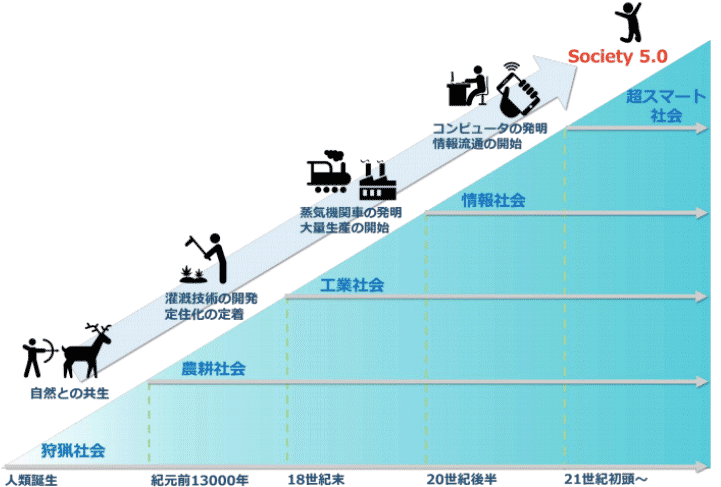 Society 5.0
超スマート
社会
コンピュータの発明
情報流通の開始
情報社会
蒸気機関車の発明
大量生産の開始
工業社会
灌漑技術の開発
定住化の定着
農耕社会
自然との共生
狩猟社会
人類誕生
紀元前13000年
18世紀末
20世紀後半
21世紀初頭~